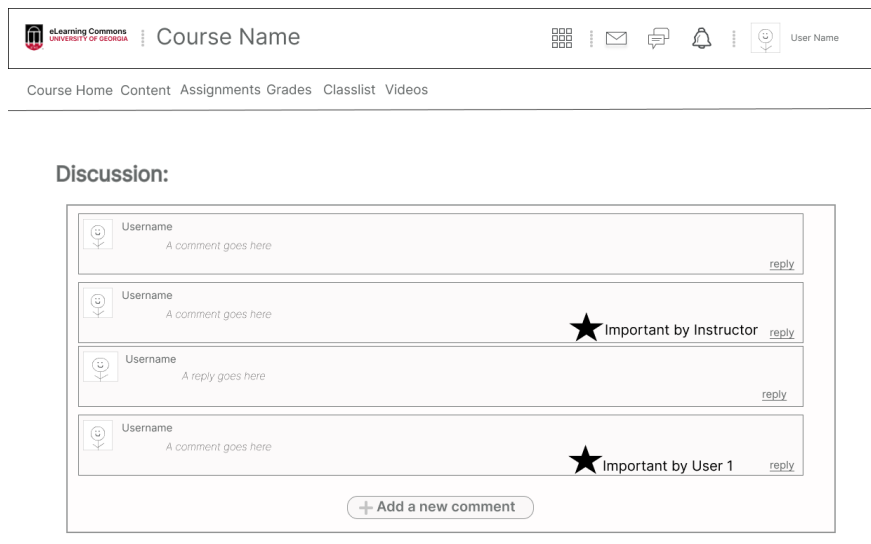 eLearning Commons
UNIVERSITY OF GEORGIA
Course Name
User Name
Course Home Content Assignments Grades Classlist Videos
Discussion:
Username
A comment goes here
reply
Username
A comment goes here
Important by Instructor reply
Username
A reply goes here
reply
Username
A comment goes here
Important by User 1 reply
+ Add a new comment